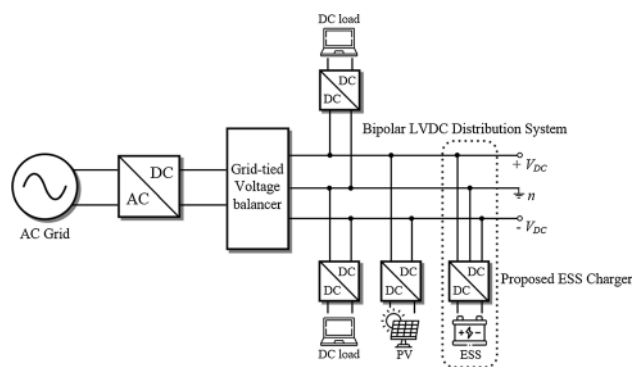 DC load
DC
DC
Bipolar LVDC Distribution System
DC
AC
Grid-tied
Voltage
balancer
+ V_DC
n
- V_DC
AC Grid
DC
DC
DC
DC
DC
DC
Proposed ESS Charger
DC load
PV
ESS